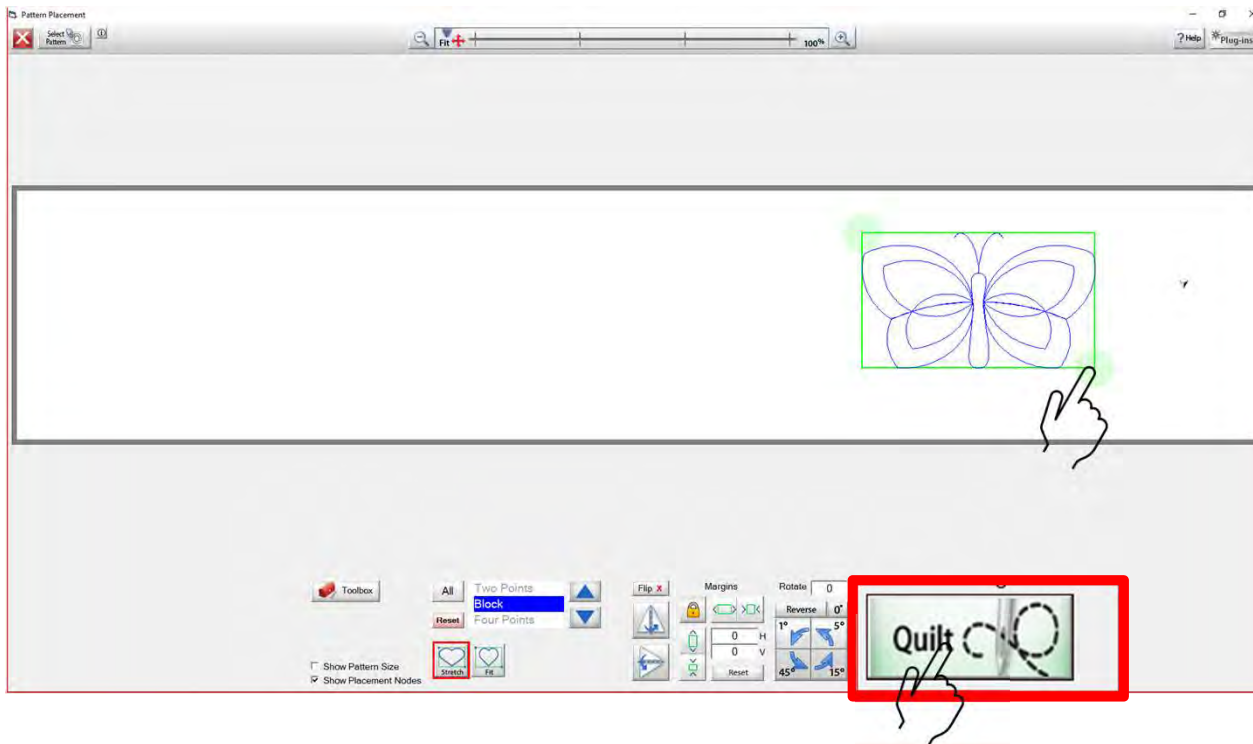 Pattern Placement
Select
Pattern
Fit
100%
? Help
Plug-ins
Toolbox
All
Reset
Two Points
Block
Four Points
Stretch
Fit
Show Pattern Size
Show Placement Nodes
Flip X
Margins
0 H
0 V
Reset
Rotate 0
Reverse 0°
1° 5°
45° 15°
Quilt